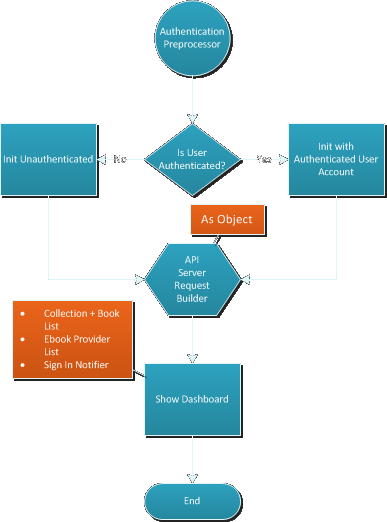 Authentication
Preprocessor
Is User
Authenticated?
No
Yes
Init Unauthenticated
Init with
Authenticated User
Account
As Object
API
Server
Request
Builder
• Collection + Book
List
• Ebook Provider
List
• Sign In Notifier
Show Dashboard
End